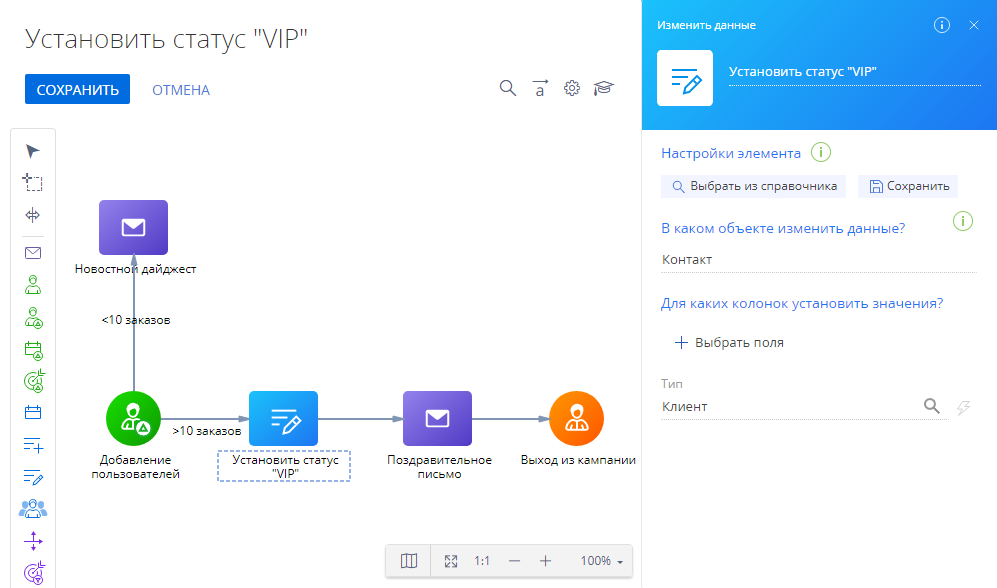 Установить статус "VIP"
СОХРАНИТЬ
ОТМЕНА
a
Новостной дайджест
<10 заказов
>10 заказов
Добавление
пользователей
Установить статус
"VIP"
Поздравительное
письмо
Выход из кампании
1:1
100%
Изменить данные
Установить статус "VIP"
Настройки элемента
Выбрать из справочника
Сохранить
В каком объекте изменить данные?
Контакт
Для каких колонок установить значения?
Выбрать поля
Тип
Клиент